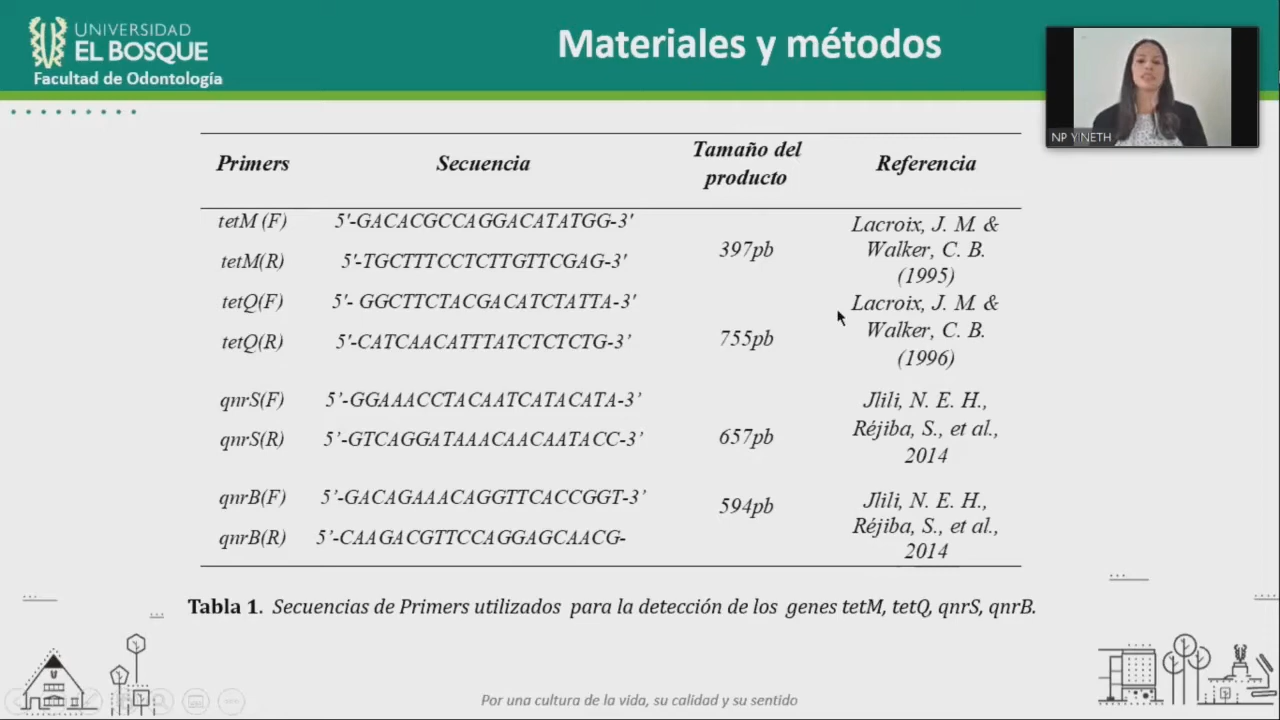 UNIVERSIDAD
EL BOSQUE
Facultad de Odontología
Materiales y métodos
NP YINETH
Primers Secuencia Tamaño del producto Referencia
tetM (F) 5'-GACACGCCAGGACATATGG-3' 397pb Lacroix, J. M. & Walker, C. B. (1995)
tetM(R) 5'-TGCTTTCCTCTTGTTCGAG-3'
tetQ(F) 5'- GGCTTCTACGACATCTATTA-3' 755pb Lacroix, J. M. & Walker, C. B. (1996)
tetQ(R) 5'-CATCAACATTTATCTCTCTG-3’
qnrS(F) 5’-GGAAACCTACAATCATACATA-3’ 657pb Jlili, N. E. H., Réjiba, S., et al., 2014
qnrS(R) 5’-GTCAGGATAAACAACAATACC-3’
qnrB(F) 5’-GACAGAAACAGGTTCACCGGT-3’ 594pb Jlili, N. E. H., Réjiba, S., et al., 2014
qnrB(R) 5’-CAAGACGTTCCAGGAGCAACG-
Tabla 1. Secuencias de Primers utilizados para la detección de los genes tetM, tetQ, qnrS, qnrB.
Por una cultura de la vida, su calidad y su sentido